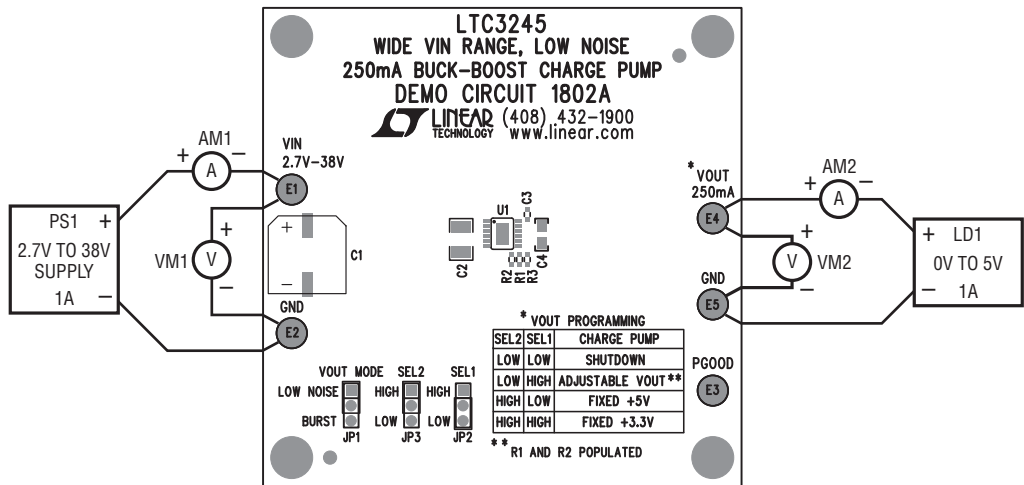 LTC3245
WIDE VIN RANGE, LOW NOISE
250mA BUCK-BOOST CHARGE PUMP
DEMO CIRCUIT 1802A
LINEAR TECHNOLOGY (408) 432-1900
www.linear.com
AM1
+ A −
VIN
2.7V-38V
E1
PS1 +
2.7V TO 38V
SUPPLY
1A −
+
VM1 V
−
+
C1
−
GND
E2
C2
U1
C3
C4
R2
R1
R3
*VOUT
250mA
E4
AM2
+ A −
+
V VM2
−
+ LD1
0V TO 5V
− 1A
GND
E5
PGOOD
E3
* VOUT PROGRAMMING
SEL2 SEL1 CHARGE PUMP
LOW LOW SHUTDOWN
LOW HIGH ADJUSTABLE VOUT**
HIGH LOW FIXED +5V
HIGH HIGH FIXED +3.3V
** R1 AND R2 POPULATED
VOUT MODE SEL2 SEL1
LOW NOISE HIGH HIGH
BURST LOW LOW
JP1 JP3 JP2